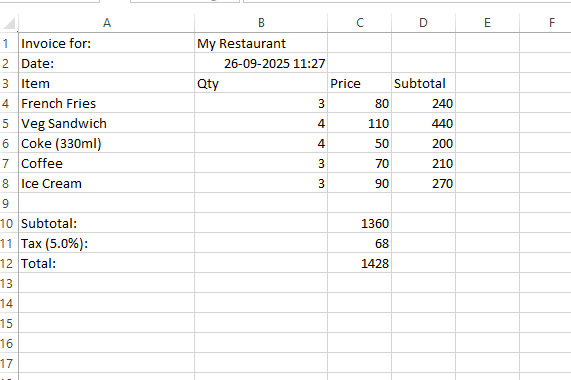 A B C D E F
1 Invoice for: My Restaurant
2 Date: 26-09-2025 11:27
3 Item Qty Price Subtotal
4 French Fries 3 80 240
5 Veg Sandwich 4 110 440
6 Coke (330ml) 4 50 200
7 Coffee 3 70 210
8 Ice Cream 3 90 270
9
10 Subtotal: 1360
11 Tax (5.0%): 68
12 Total: 1428
13
14
15
16
17